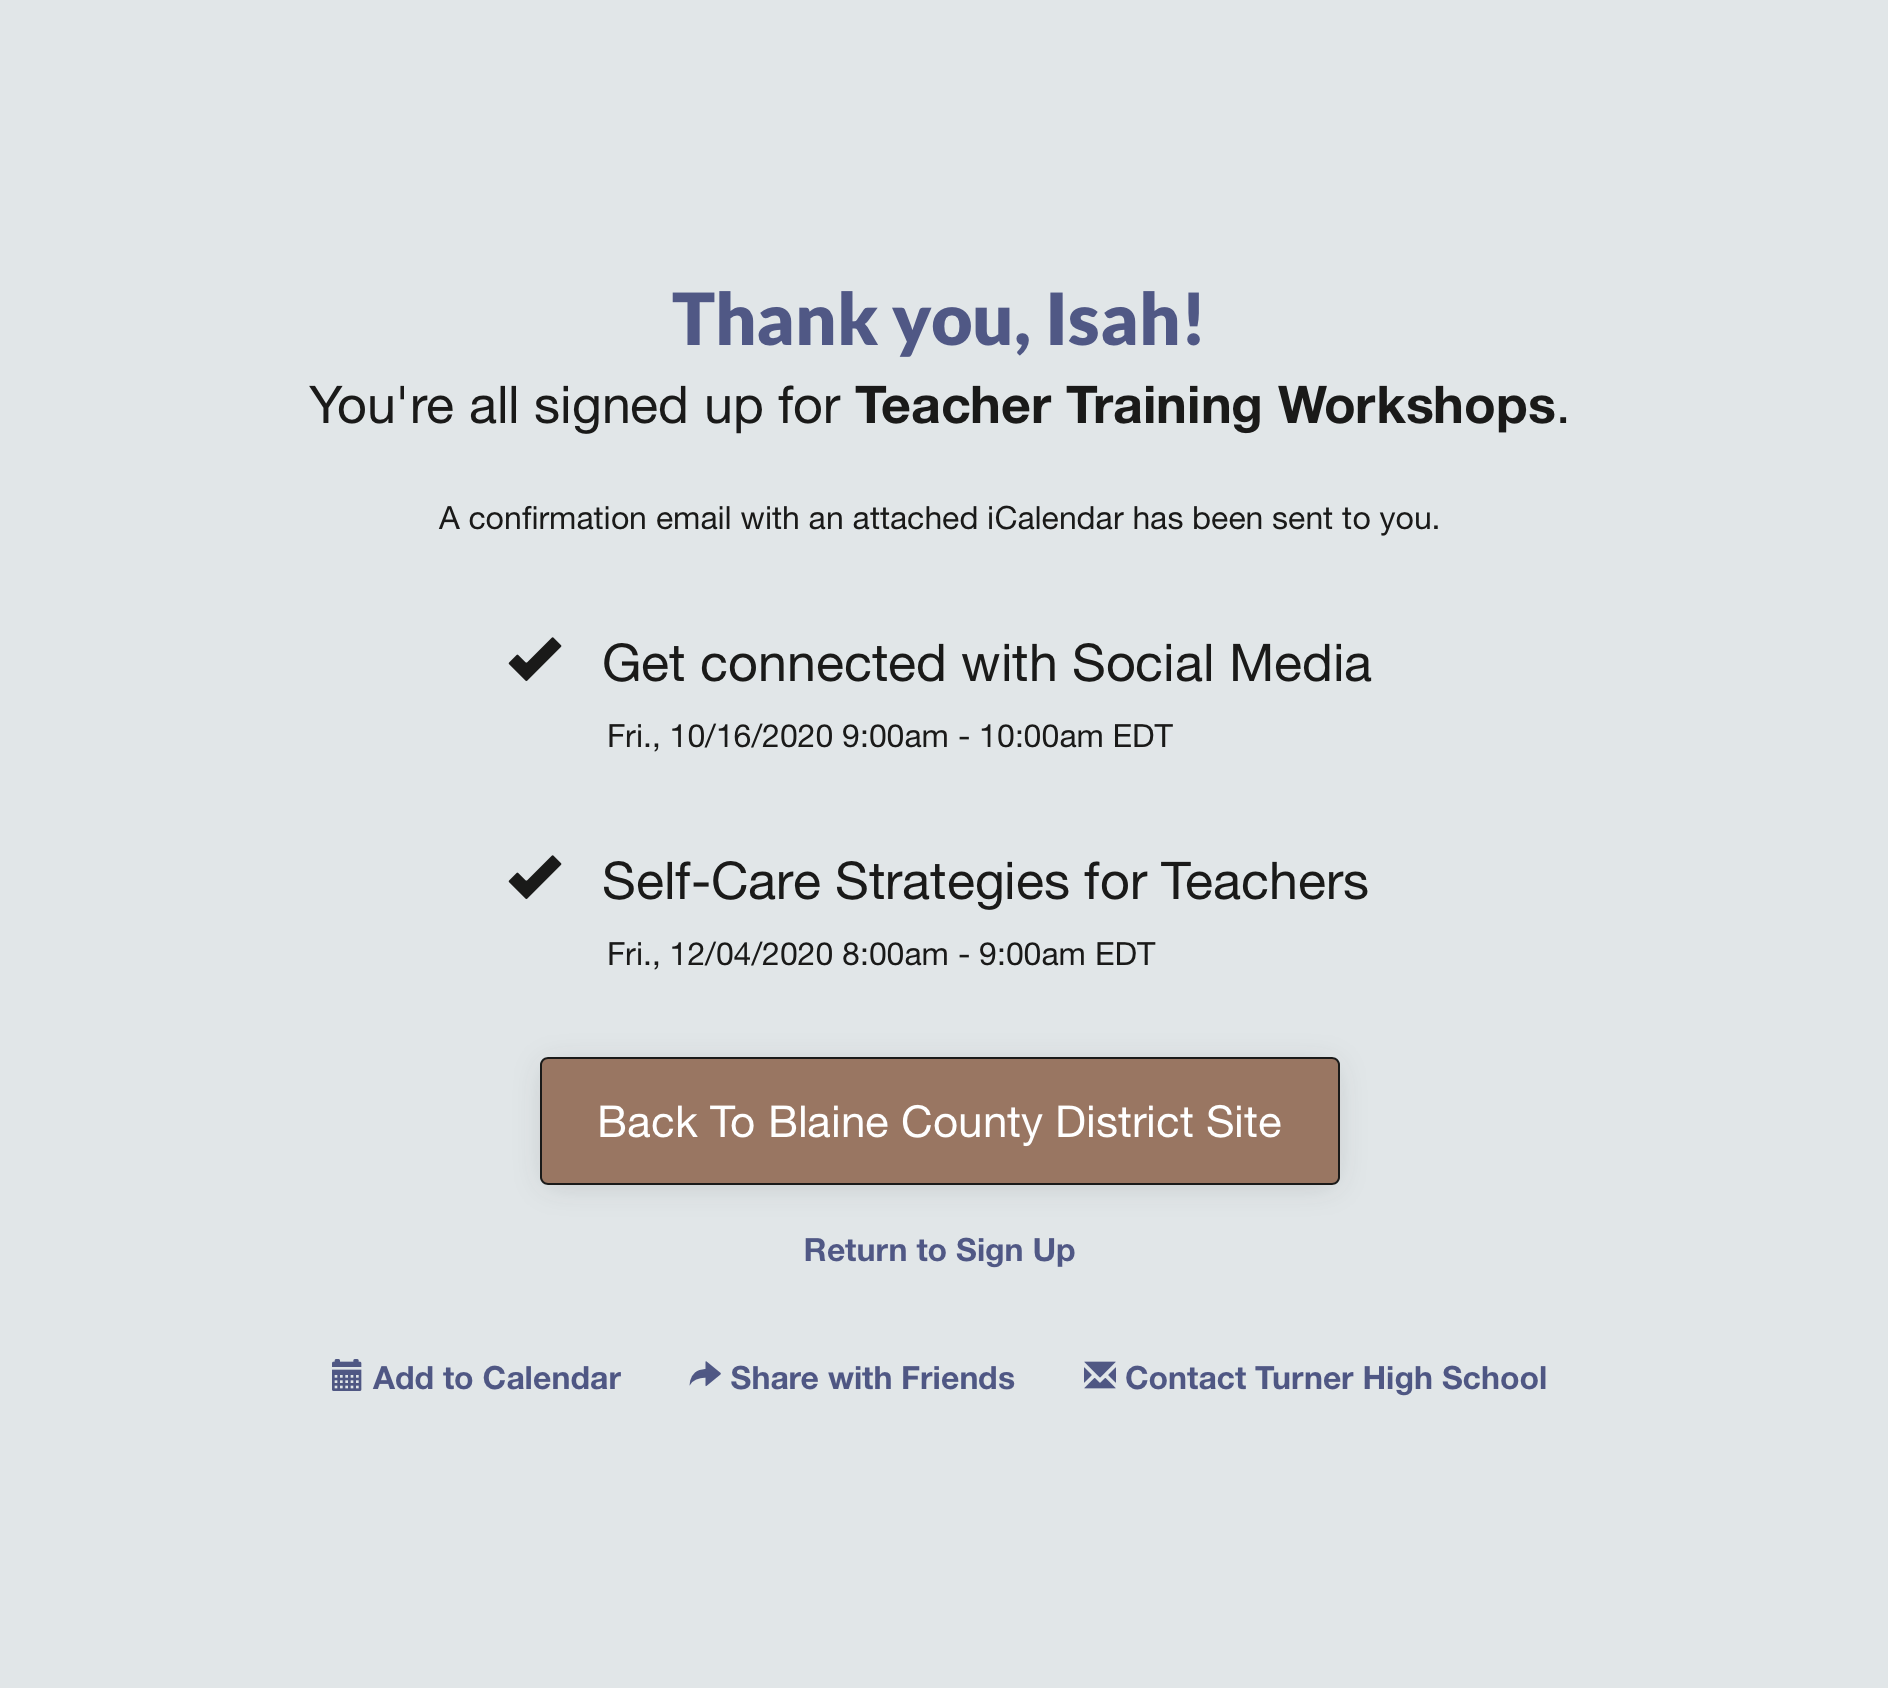 Thank you, Isah!
You're all signed up for Teacher Training Workshops.
A confirmation email with an attached iCalendar has been sent to you.
Get connected with Social Media
Fri., 10/16/2020 9:00am - 10:00am EDT
Self-Care Strategies for Teachers
Fri., 12/04/2020 8:00am - 9:00am EDT
Back To Blaine County District Site
Return to Sign Up
Add to Calendar Share with Friends Contact Turner High School